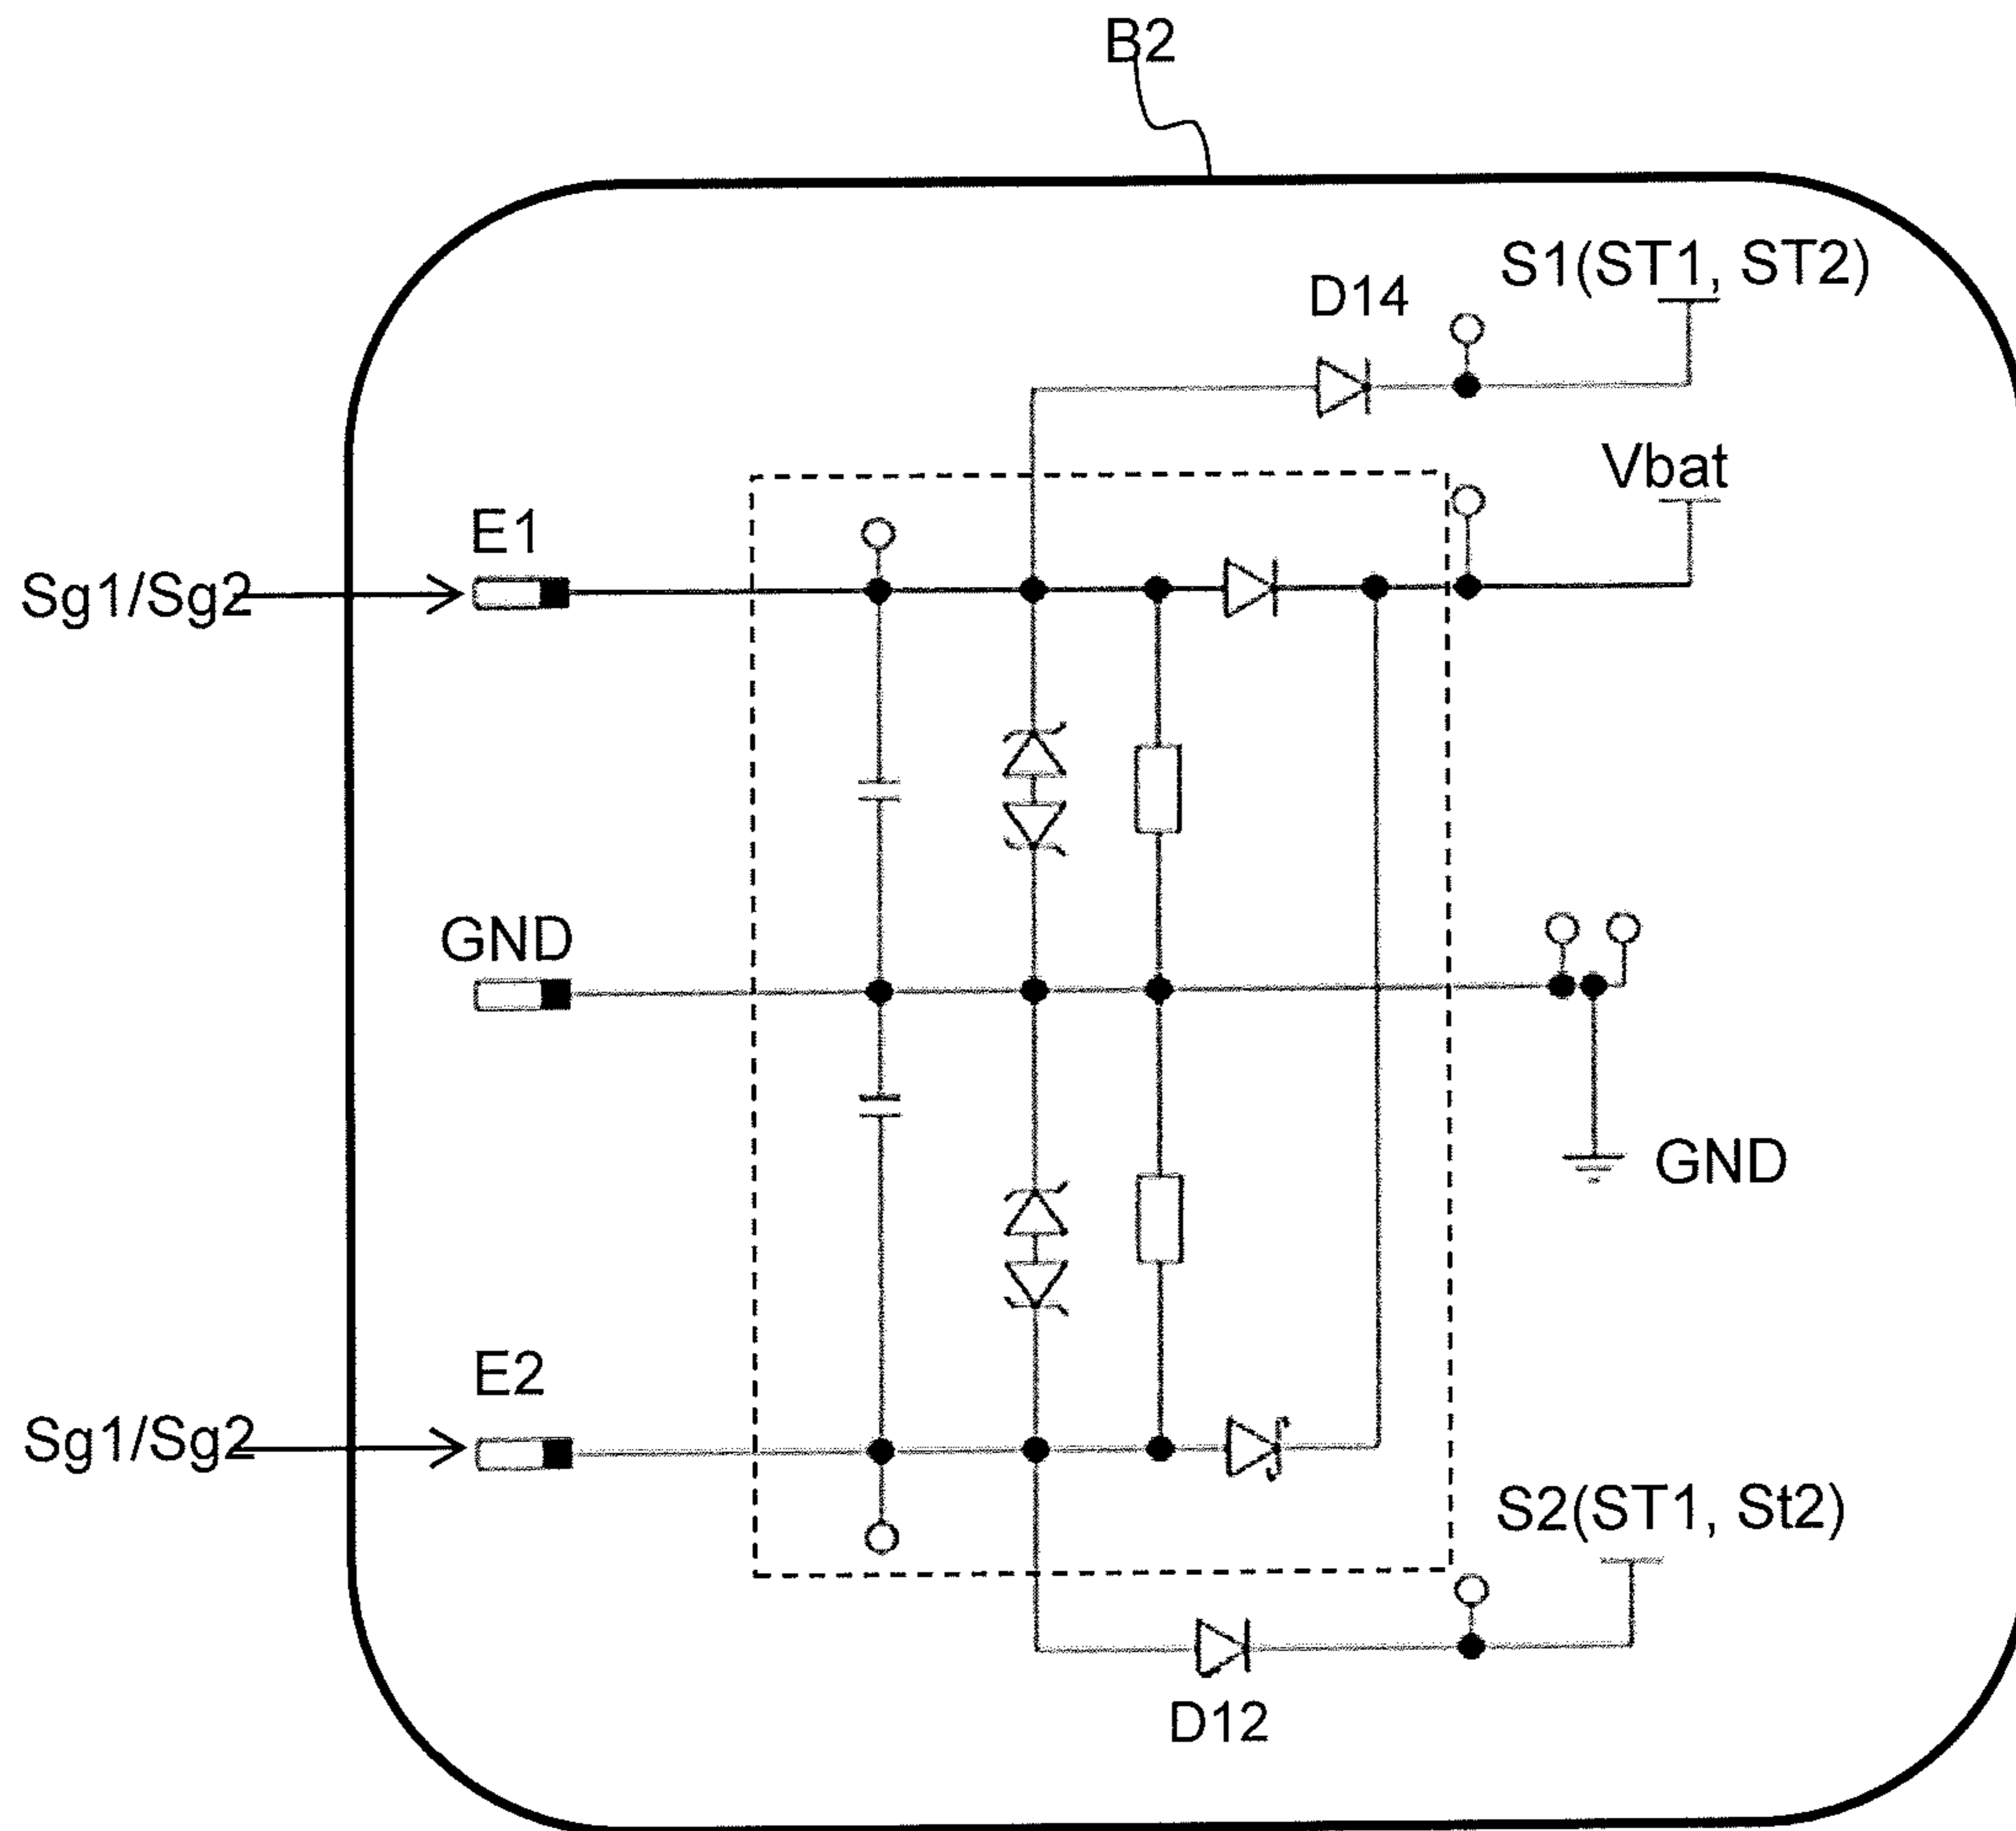 B2
S1(ST1, ST2)
D14
Vbat
E1
Sg1/Sg2
GND
GND
E2
Sg1/Sg2
S2(ST1, St2)
D12